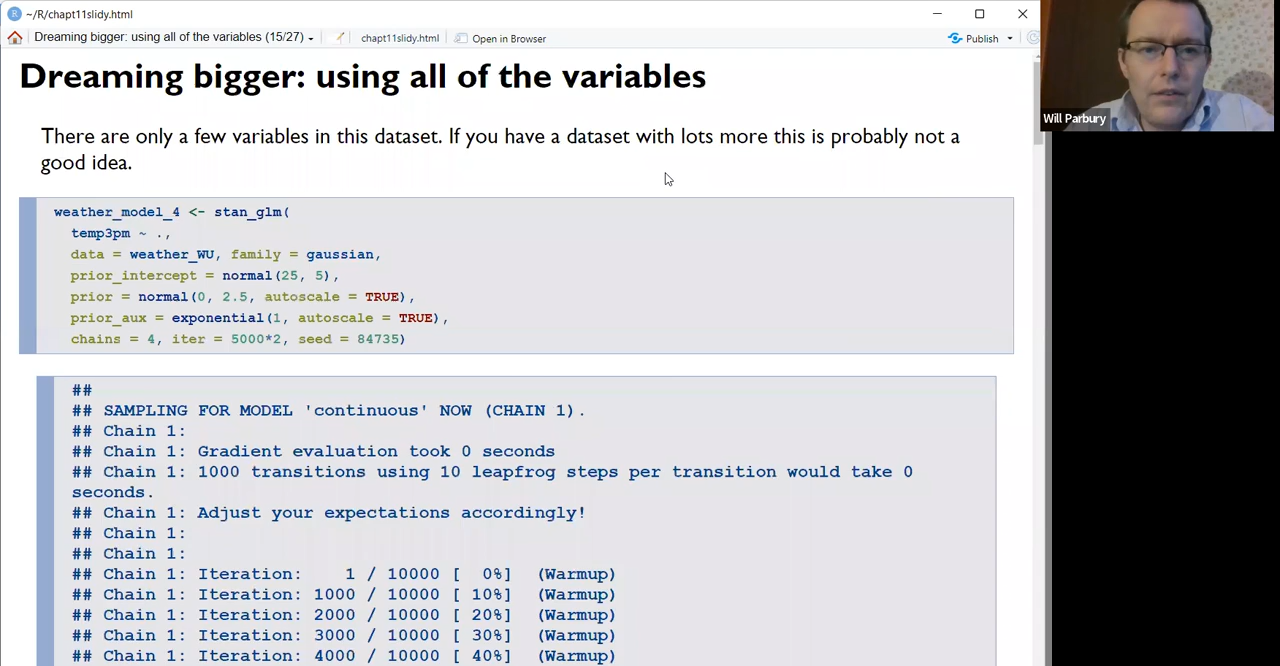 ~/R/chapt11slidy.html
Dreaming bigger: using all of the variables (15/27)
chapt11slidy.html
Open in Browser
Publish
Dreaming bigger: using all of the variables
There are only a few variables in this dataset. If you have a dataset with lots more this is probably not a
good idea.
weather_model_4 <- stan_glm(
temp3pm ~ .,
data = weather_WU, family = gaussian,
prior_intercept = normal(25, 5),
prior = normal(0, 2.5, autoscale = TRUE),
prior_aux = exponential(1, autoscale = TRUE),
chains = 4, iter = 5000*2, seed = 84735)
##
## SAMPLING FOR MODEL 'continuous' NOW (CHAIN 1).
## Chain 1:
## Chain 1: Gradient evaluation took 0 seconds
## Chain 1: 1000 transitions using 10 leapfrog steps per transition would take 0
seconds.
## Chain 1: Adjust your expectations accordingly!
## Chain 1:
## Chain 1:
## Chain 1: Iteration:    1 / 10000 [  0%]  (Warmup)
## Chain 1: Iteration: 1000 / 10000 [ 10%]  (Warmup)
## Chain 1: Iteration: 2000 / 10000 [ 20%]  (Warmup)
## Chain 1: Iteration: 3000 / 10000 [ 30%]  (Warmup)
## Chain 1: Iteration: 4000 / 10000 [ 40%]  (Warmup)
Will Parbury